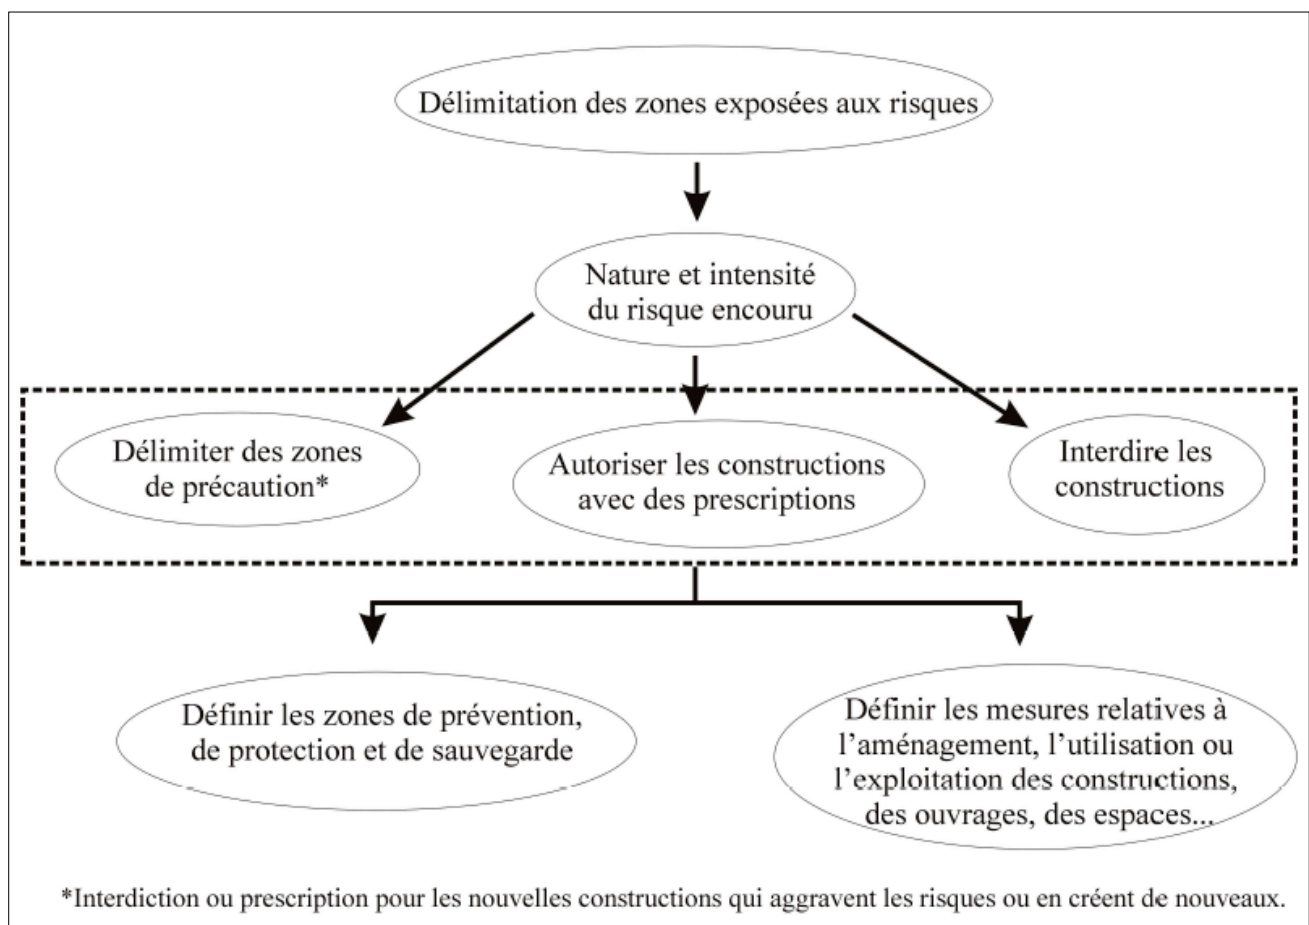 Délimitation des zones exposées aux risques
Nature et intensité
du risque encouru
Délimiter des zones
de précaution*
Autoriser les constructions
avec des prescriptions
Interdire les
constructions
Définir les zones de prévention,
de protection et de sauvegarde
Définir les mesures relatives à
l'aménagement, l'utilisation ou
l'exploitation des constructions,
des ouvrages, des espaces...
*Interdiction ou prescription pour les nouvelles constructions qui aggravent les risques ou en créent de nouveaux.